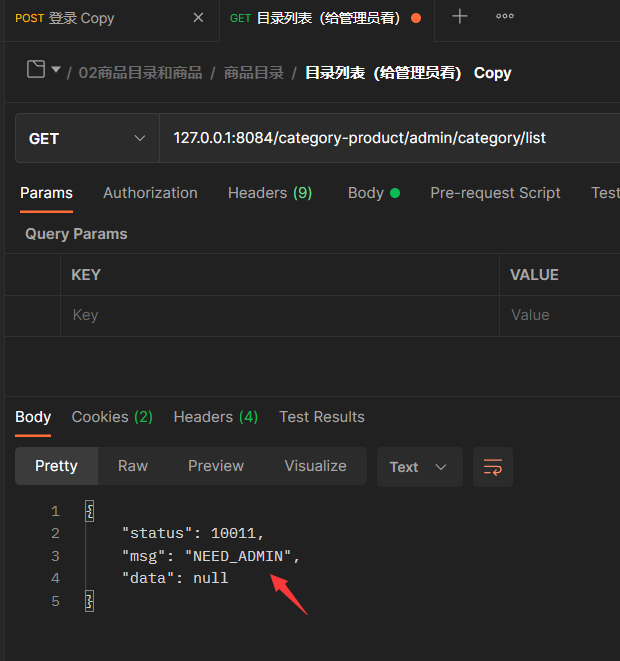 POST 登录 Copy
GET 目录列表（给管理员看）
/ 02商品目录和商品 / 商品目录 / 目录列表（给管理员看） Copy
GET 127.0.0.1:8084/category-product/admin/category/list
Params Authorization Headers (9) Body Pre-request Script Test
Query Params
KEY VALUE
Key Value
Body Cookies (2) Headers (4) Test Results
Pretty Raw Preview Visualize Text
1 {
2 "status": 10011,
3 "msg": "NEED_ADMIN",
4 "data": null
5 }